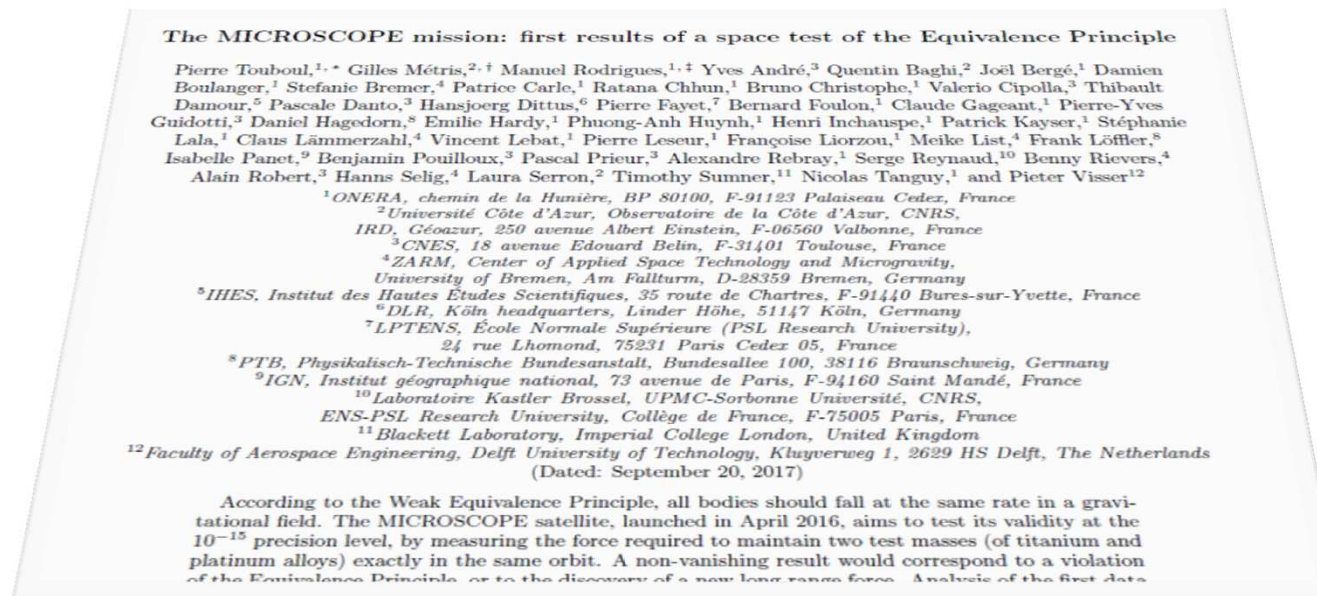 The MICROSCOPE mission: first results of a space test of the Equivalence Principle
Pierre Touboul,¹,* Gilles Métris,²,† Manuel Rodrigues,¹,‡ Yves André,³ Quentin Baghi,² Joël Bergé,¹ Damien
Boulanger,¹ Stefanie Bremer,⁴ Patrice Carle,¹ Ratana Chhun,¹ Bruno Christophe,¹ Valerio Cipolla,³ Thibault
Damour,⁵ Pascale Danto,³ Hansjoerg Dittus,⁶ Pierre Fayet,⁷ Bernard Foulon,¹ Claude Gageant,¹ Pierre-Yves
Guidotti,³ Daniel Hagedorn,⁸ Emilie Hardy,¹ Phuong-Anh Huynh,¹ Henri Inchauspe,¹ Patrick Kayser,¹ Stéphanie
Lala,¹ Claus Lämmerzahl,⁴ Vincent Lebat,¹ Pierre Leseur,¹ Françoise Liorzou,¹ Meike List,⁴ Frank Löffler,⁸
Isabelle Panet,⁹ Benjamin Pouilloux,³ Pascal Prieur,³ Alexandre Rebray,¹ Serge Reynaud,¹⁰ Benny Rievers,⁴
Alain Robert,³ Hanns Selig,⁴ Laura Serron,² Timothy Sumner,¹¹ Nicolas Tanguy,¹ and Pieter Visser¹²
¹ONERA, chemin de la Hunière, BP 80100, F-91123 Palaiseau Cedex, France
²Université Côte d'Azur, Observatoire de la Côte d'Azur, CNRS,
IRD, Géoazur, 250 avenue Albert Einstein, F-06560 Valbonne, France
³CNES, 18 avenue Edouard Belin, F-31401 Toulouse, France
⁴ZARM, Center of Applied Space Technology and Microgravity,
University of Bremen, Am Fallturm, D-28359 Bremen, Germany
⁵IHES, Institut des Hautes Études Scientifiques, 35 route de Chartres, F-91440 Bures-sur-Yvette, France
⁶DLR, Köln headquarters, Linder Höhe, 51147 Köln, Germany
⁷LPTENS, École Normale Supérieure (PSL Research University),
24 rue Lhomond, 75231 Paris Cedex 05, France
⁸PTB, Physikalisch-Technische Bundesanstalt, Bundesallee 100, 38116 Braunschweig, Germany
⁹IGN, Institut géographique national, 73 avenue de Paris, F-94160 Saint Mandé, France
¹⁰Laboratoire Kastler Brossel, UPMC-Sorbonne Université, CNRS,
ENS-PSL Research University, Collège de France, F-75005 Paris, France
¹¹Blackett Laboratory, Imperial College London, United Kingdom
¹²Faculty of Aerospace Engineering, Delft University of Technology, Kluyverweg 1, 2629 HS Delft, The Netherlands
(Dated: September 20, 2017)
According to the Weak Equivalence Principle, all bodies should fall at the same rate in a gravi-
tational field. The MICROSCOPE satellite, launched in April 2016, aims to test its validity at the
10⁻¹⁵ precision level, by measuring the force required to maintain two test masses (of titanium and
platinum alloys) exactly in the same orbit. A non-vanishing result would correspond to a violation
of the Equivalence Principle, or to the discovery of a new long range force. Analysis of the first data